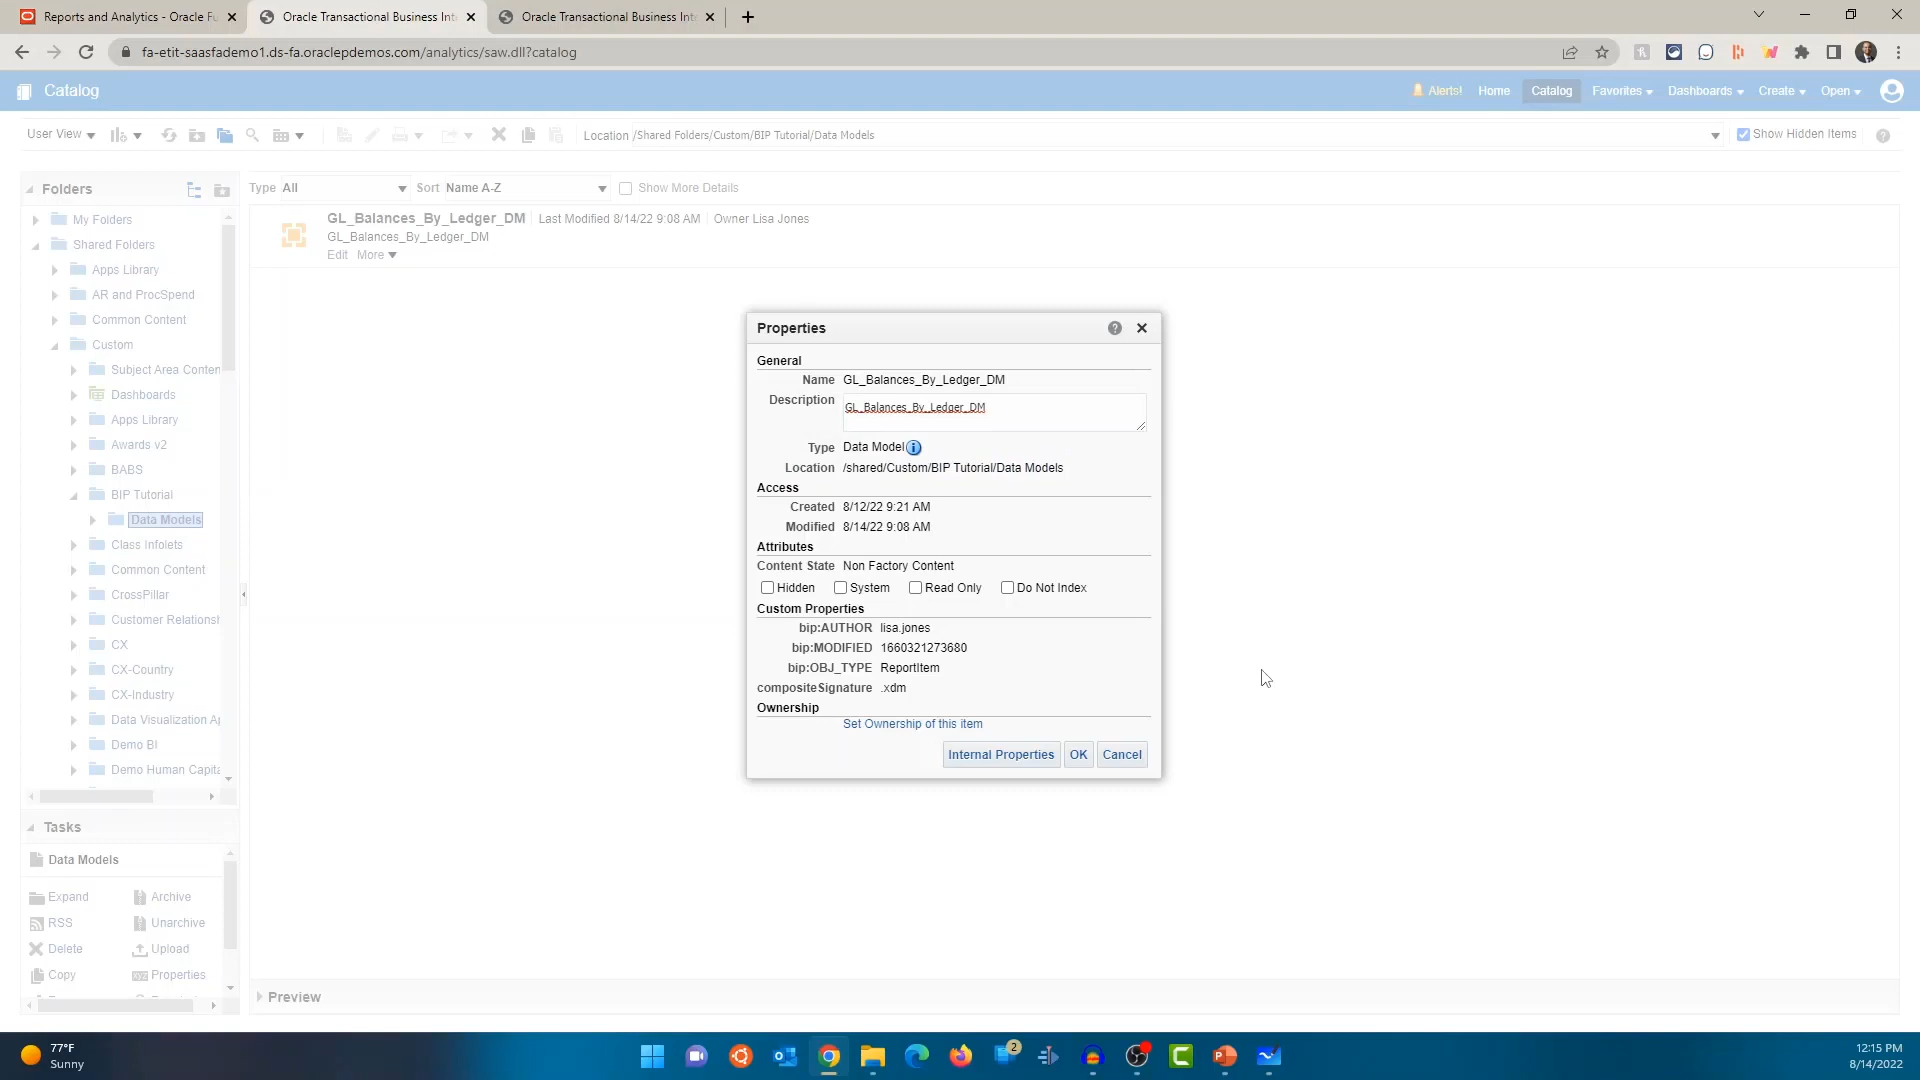 Reports and Analytics - Oracle Fu
Oracle Transactional Business Inte
Oracle Transactional Business Inte
fa-etit-saasfademo1.ds-fa.oraclepdemos.com/analytics/saw.dll?catalog
Catalog
Alerts!
Home
Catalog
Favorites
Dashboards
Create
Open
User View
Location /Shared Folders/Custom/BIP Tutorial/Data Models
Show Hidden Items
Folders
Type All
Sort Name A-Z
Show More Details
My Folders
Shared Folders
Apps Library
AR and ProcSpend
Common Content
Custom
Subject Area Conten
Dashboards
Apps Library
Awards v2
BABS
BIP Tutorial
Data Models
Class Infolets
Common Content
CrossPillar
Customer Relationsh
CX
CX-Country
CX-Industry
Data Visualization Ap
Demo BI
Demo Human Capita
GL_Balances_By_Ledger_DM Last Modified 8/14/22 9:08 AM Owner Lisa Jones
GL_Balances_By_Ledger_DM
Edit More
Properties
General
Name GL_Balances_By_Ledger_DM
Description GL_Balances_By_Ledger_DM
Type Data Model
Location /shared/Custom/BIP Tutorial/Data Models
Access
Created 8/12/22 9:21 AM
Modified 8/14/22 9:08 AM
Attributes
Content State Non Factory Content
Hidden System Read Only Do Not Index
Custom Properties
bip:AUTHOR lisa.jones
bip:MODIFIED 1660321273680
bip:OBJ_TYPE ReportItem
compositeSignature .xdm
Ownership
Set Ownership of this item
Internal Properties OK Cancel
Tasks
Data Models
Expand Archive
RSS Unarchive
Delete Upload
Copy Properties
Preview
77°F
Sunny
2
12:15 PM
8/14/2022